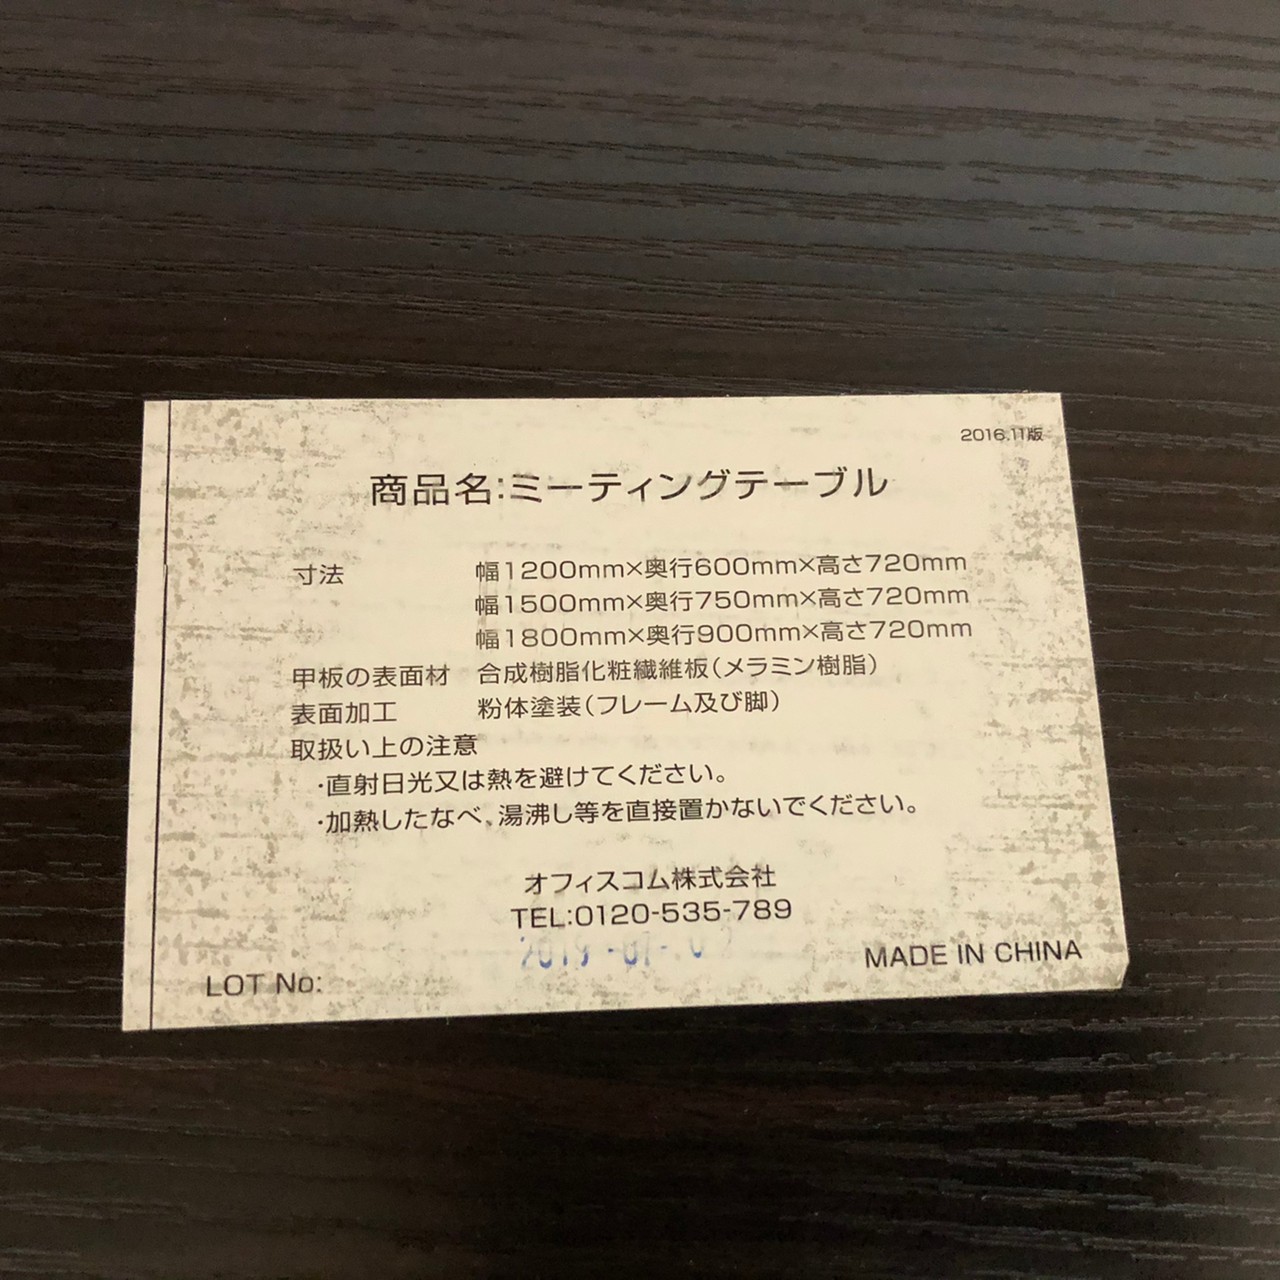 2016.11版
商品名:ミーティングテーブル
寸法 幅1200mm×奥行600mm×高さ720mm
幅1500mm×奥行750mm×高さ720mm
幅1800mm×奥行900mm×高さ720mm
甲板の表面材 合成樹脂化粧繊維板(メラミン樹脂)
表面加工 粉体塗装(フレーム及び脚)
取扱い上の注意
・直射日光又は熱を避けてください。
・加熱したなべ、湯沸し等を直接置かないでください。
オフィスコム株式会社
TEL:0120-535-789
2019.-07-.02
MADE IN CHINA
LOT No: